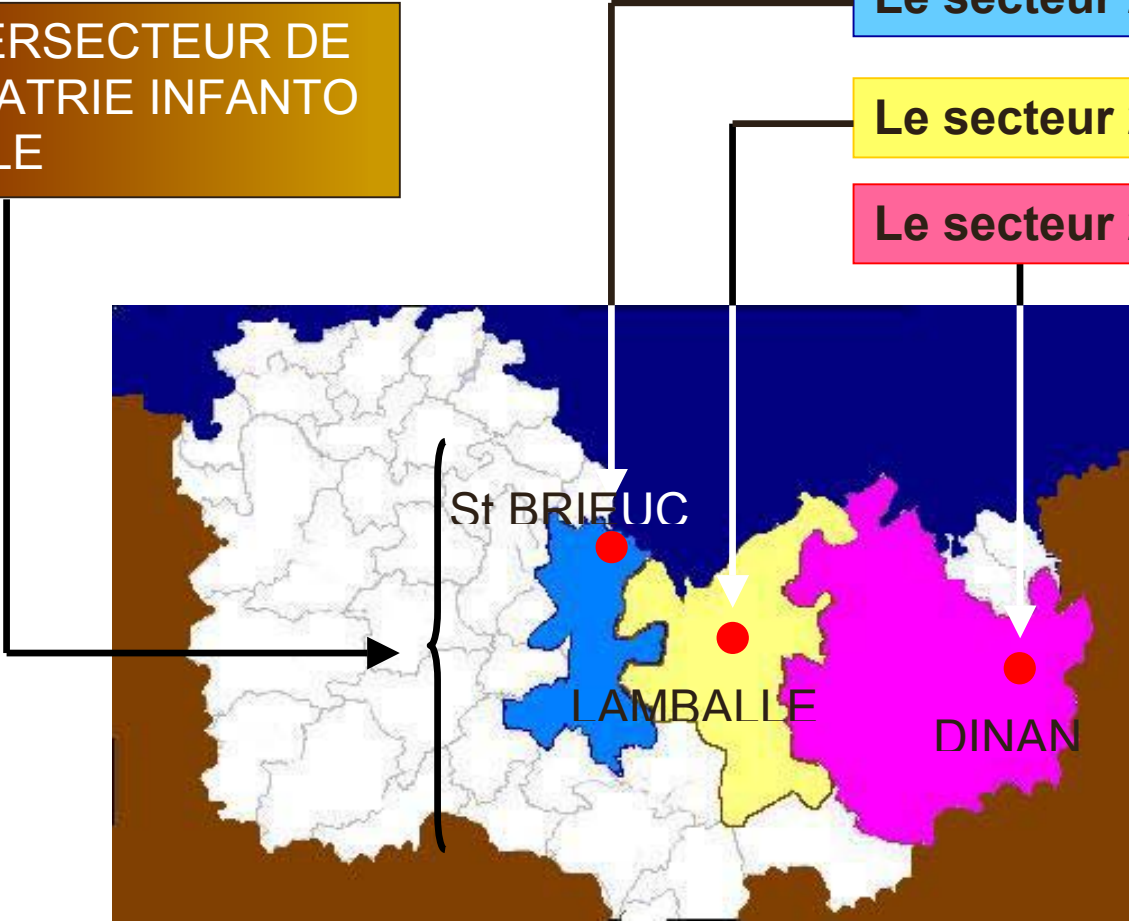 ERSECTEUR DE
ATRIE INFANTO
LE
Le secteur
Le secteur
Le secteur
St BRIEUC
LAMBALLE
DINAN